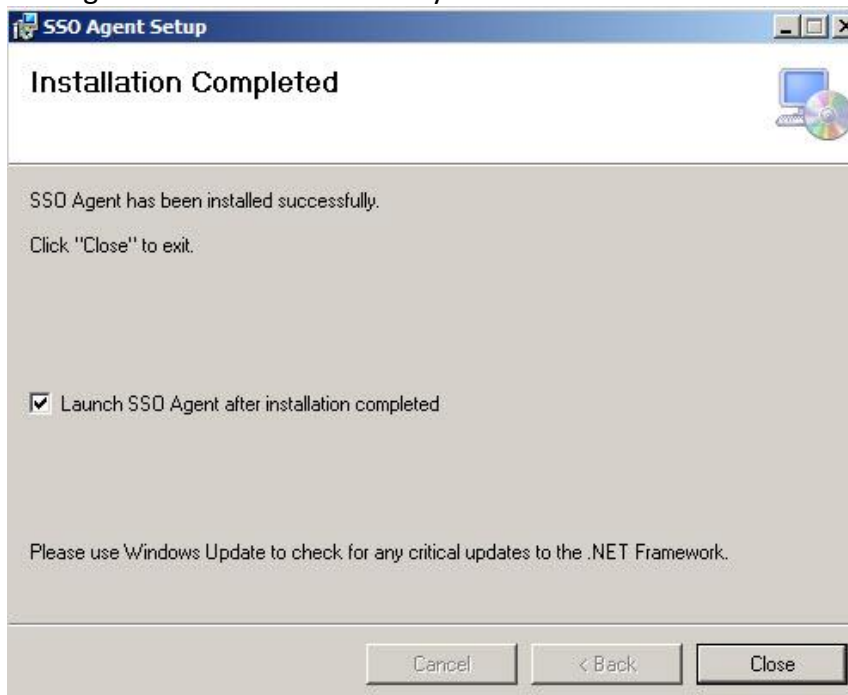 SSO Agent Setup
Installation Completed
SSO Agent has been installed successfully.
Click "Close" to exit.
Launch SSO Agent after installation completed
Please use Windows Update to check for any critical updates to the .NET Framework.
Cancel
< Back
Close